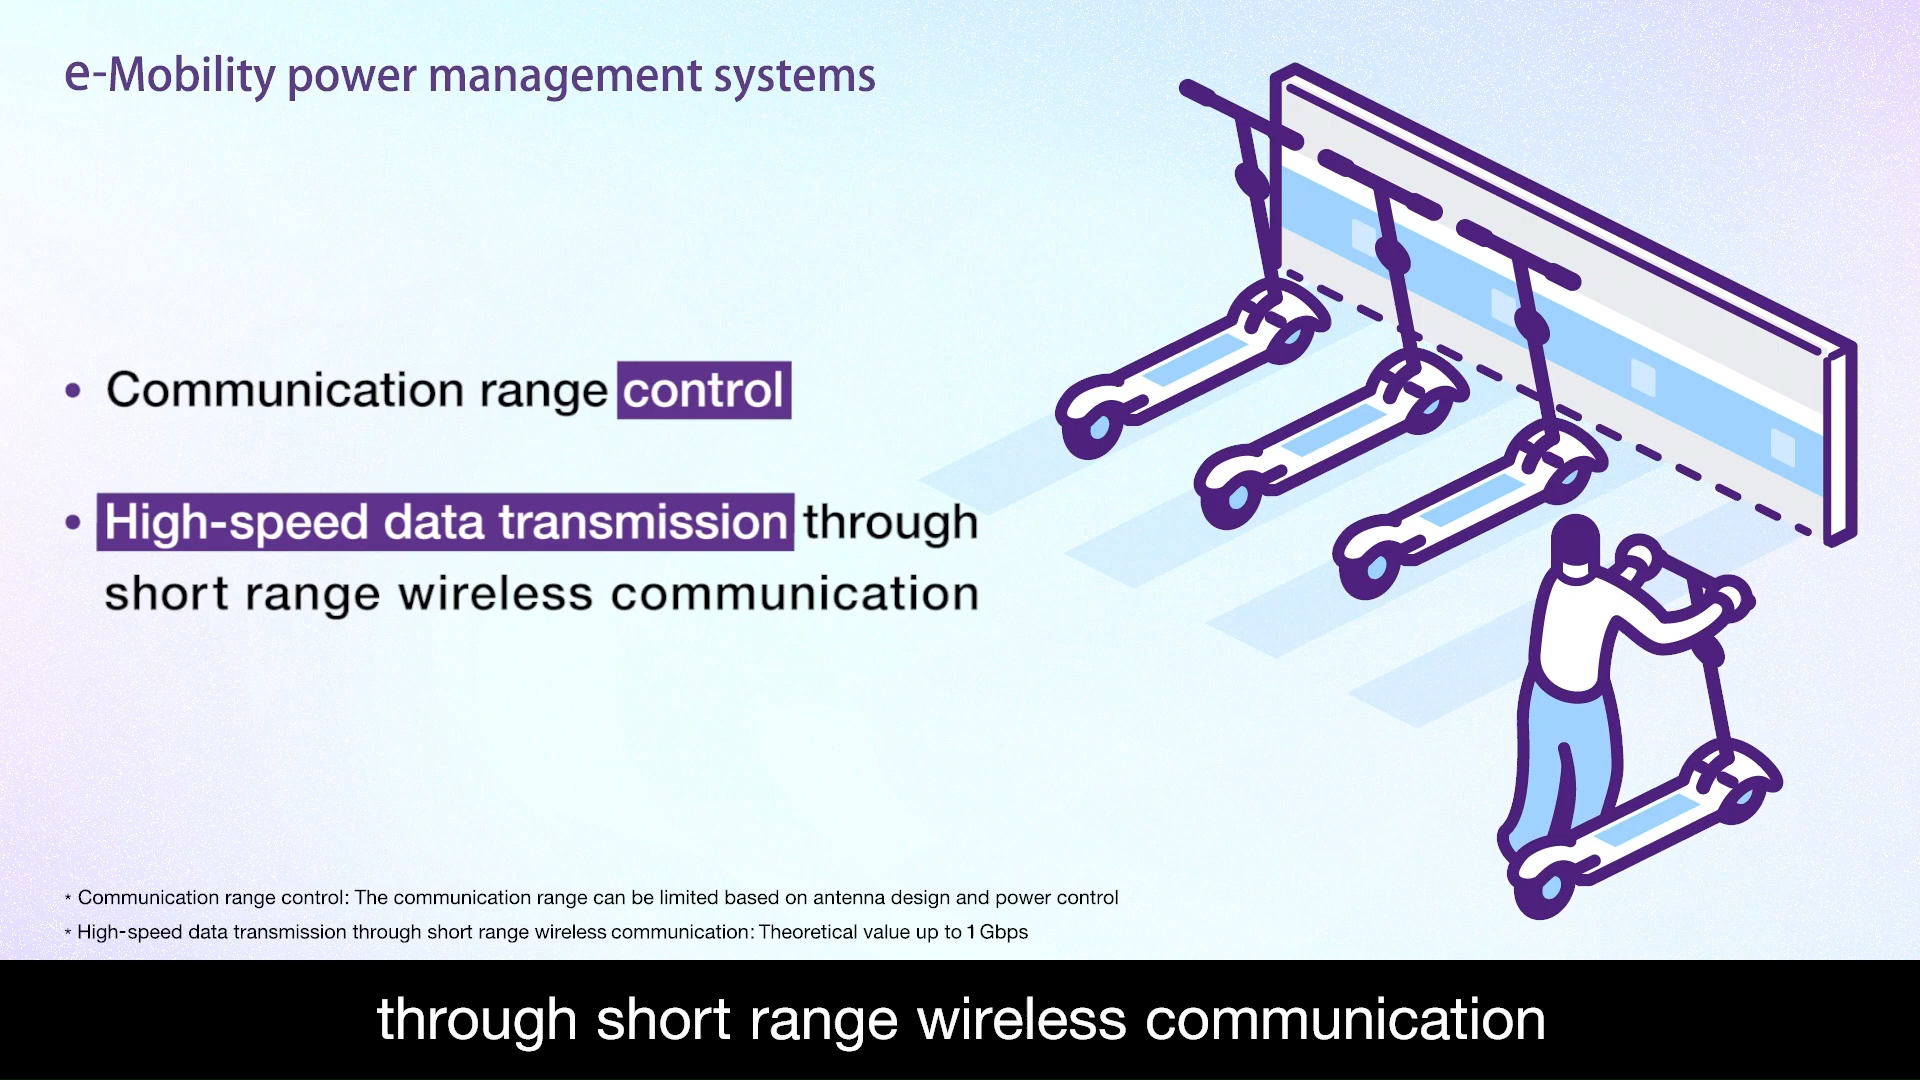 e-Mobility power management systems
• Communication range control
• High-speed data transmission through
short range wireless communication
* Communication range control: The communication range can be limited based on antenna design and power control
* High-speed data transmission through short range wireless communication: Theoretical value up to 1 Gbps
through short range wireless communication